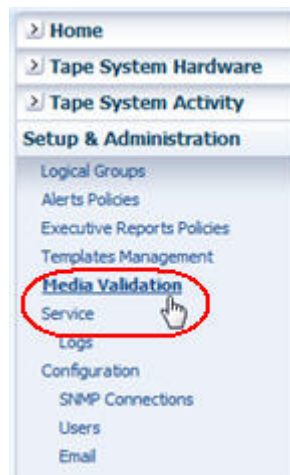 Home
Tape System Hardware
Tape System Activity
Setup & Administration
Logical Groups
Alerts Policies
Executive Reports Policies
Templates Management
Media Validation
Service
Logs
Configuration
SNMP Connections
Users
Email